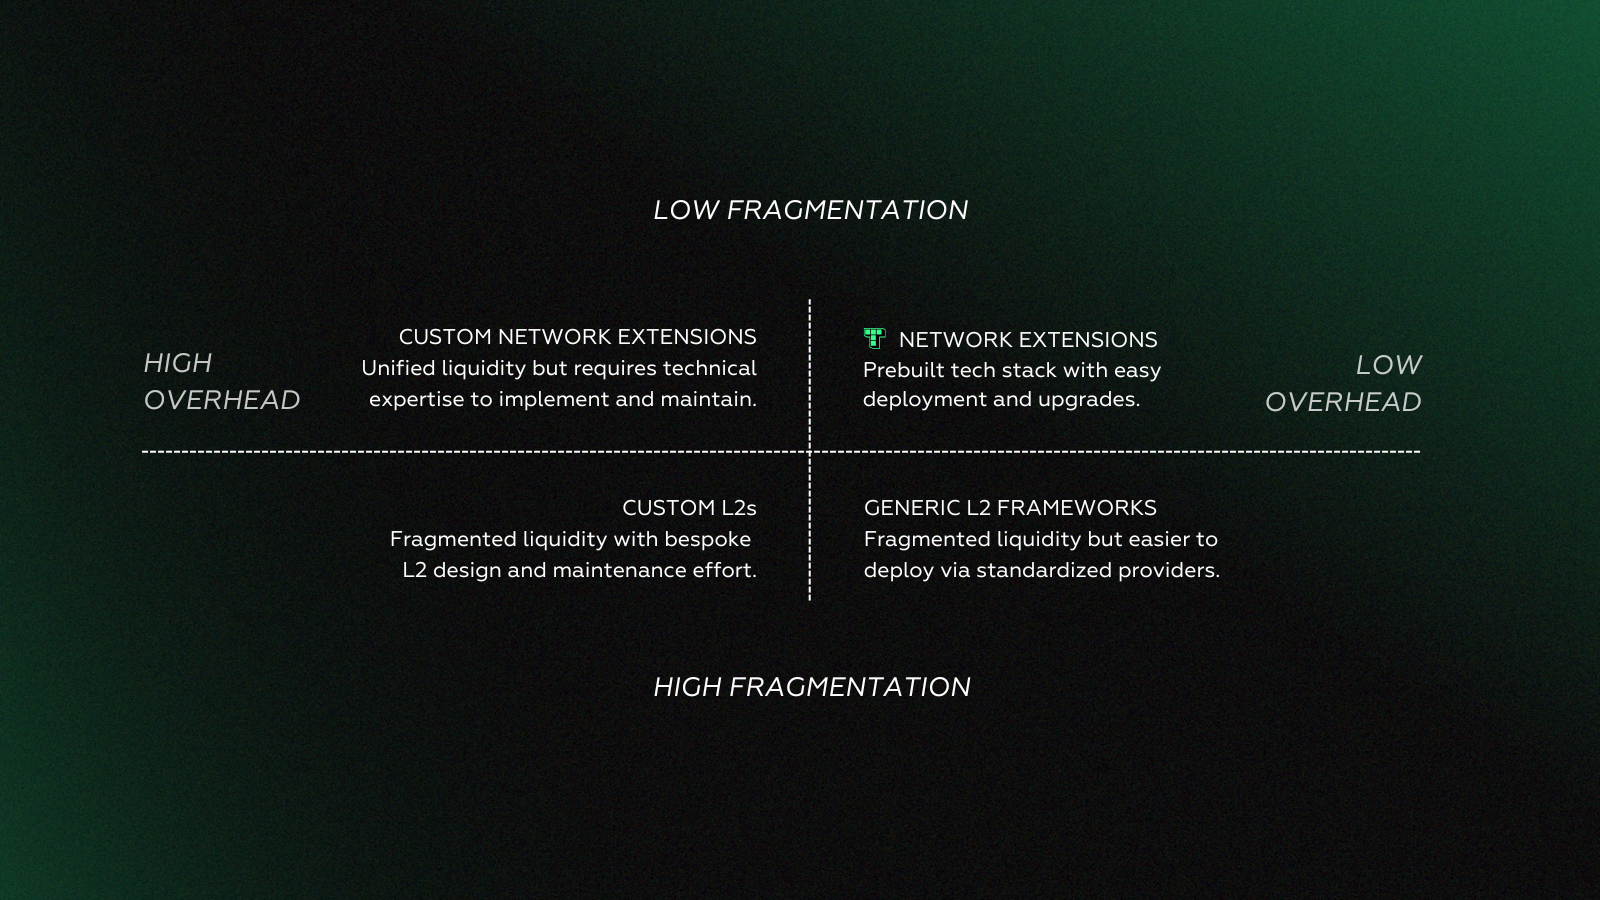 LOW FRAGMENTATION
HIGH
OVERHEAD
CUSTOM NETWORK EXTENSIONS
Unified liquidity but requires technical
expertise to implement and maintain.
NETWORK EXTENSIONS
Prebuilt tech stack with easy
deployment and upgrades.
LOW
OVERHEAD
CUSTOM L2s
Fragmented liquidity with bespoke
L2 design and maintenance effort.
GENERIC L2 FRAMEWORKS
Fragmented liquidity but easier to
deploy via standardized providers.
HIGH FRAGMENTATION